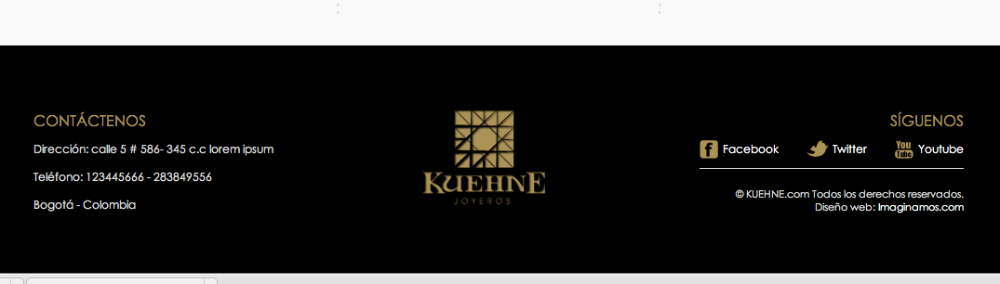 CONTÁCTENOS
Dirección: calle 5 # 586- 345 c.c lorem ipsum
Teléfono: 123445666 - 283849556
Bogotá - Colombia
KUEHNE
JOYEROS
SÍGUENOS
f Facebook Twitter You Tube Youtube
© KUEHNE.com Todos los derechos reservados.
Diseño web: Imaginamos.com